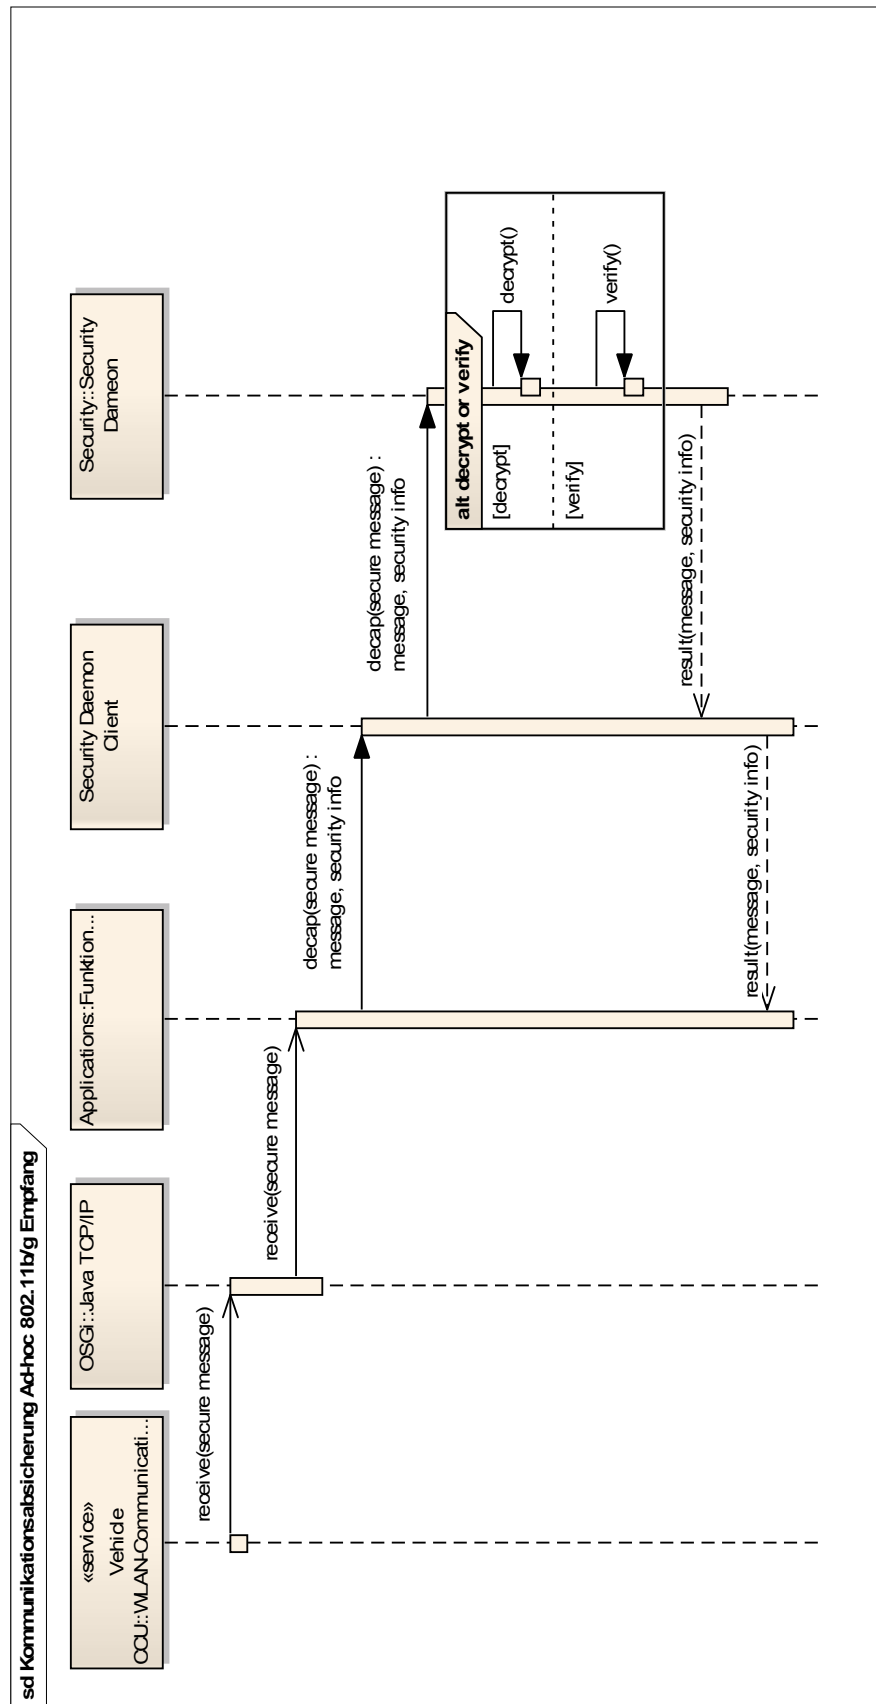 sd Kommunikationsabsicherung Ad-hoc 802.11b/g Empfang
«service»
Vehicle
CCU::WLAN-Communicati...
OSGi::Java TCP/IP
Applications::Funktion...
Security Daemon
Client
Security::Security
Dameon
receive(secure message)
receive(secure message)
decap(secure message) :
message, security info
decap(secure message) :
message, security info
alt decrypt or verify
[decrypt]
decrypt()
[verify]
verify()
result(message, security info)
result(message, security info)